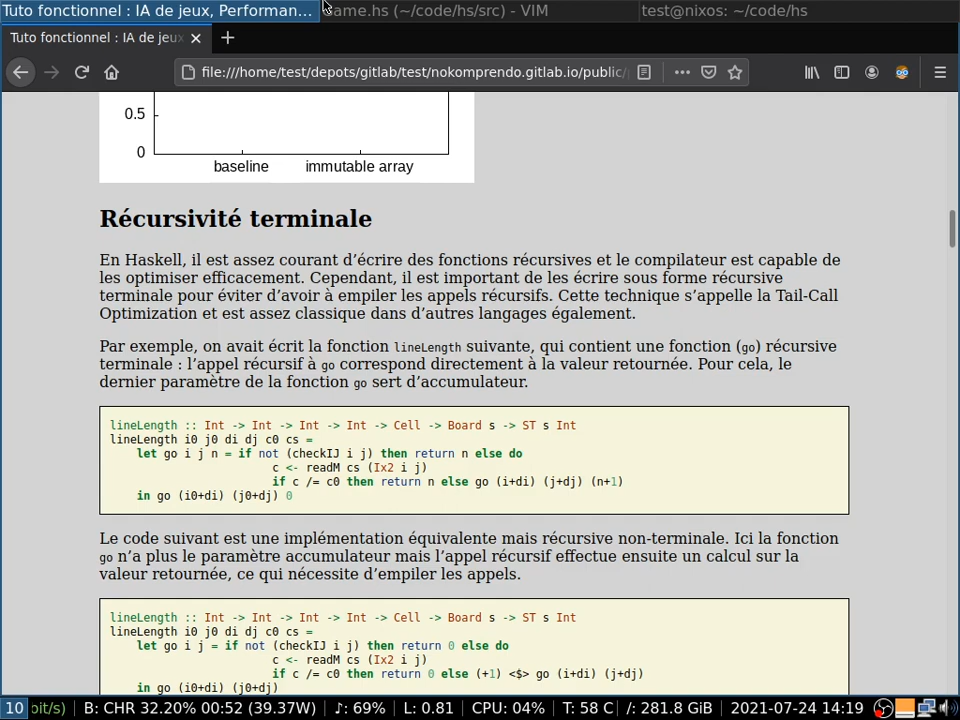 Tuto fonctionnel : IA de jeux, Performan...
Game.hs (~/code/hs/src) - VIM
test@nixos: ~/code/hs
Tuto fonctionnel : IA de jeux
file:///home/test/depots/gitlab/test/nokomprendo.gitlab.io/public/
0.5
0
baseline
immutable array
Récursivité terminale
En Haskell, il est assez courant d’écrire des fonctions récursives et le compilateur est capable de
les optimiser efficacement. Cependant, il est important de les écrire sous forme récursive
terminale pour éviter d’avoir à empiler les appels récursifs. Cette technique s’appelle la Tail-Call
Optimization et est assez classique dans d’autres langages également.
Par exemple, on avait écrit la fonction lineLength suivante, qui contient une fonction (go) récursive
terminale : l’appel récursif à go correspond directement à la valeur retournée. Pour cela, le
dernier paramètre de la fonction go sert d’accumulateur.
lineLength :: Int -> Int -> Int -> Int -> Cell -> Board s -> ST s Int
lineLength i0 j0 di dj c0 cs =
let go i j n = if not (checkIJ i j) then return n else do
c <- readM cs (Ix2 i j)
if c /= c0 then return n else go (i+di) (j+dj) (n+1)
in go (i0+di) (j0+dj) 0
Le code suivant est une implémentation équivalente mais récursive non-terminale. Ici la fonction
go n’a plus le paramètre accumulateur mais l’appel récursif effectue ensuite un calcul sur la
valeur retournée, ce qui nécessite d’empiler les appels.
lineLength :: Int -> Int -> Int -> Int -> Cell -> Board s -> ST s Int
lineLength i0 j0 di dj c0 cs =
let go i j = if not (checkIJ i j) then return 0 else do
c <- readM cs (Ix2 i j)
if c /= c0 then return 0 else (+1) <$> go (i+di) (j+dj)
in go (i0+di) (j0+dj)
10 bit/s) B: CHR 32.20% 00:52 (39.37W) ♪: 69% L: 0.81 CPU: 04% T: 58 C /: 281.8 GiB 2021-07-24 14:19